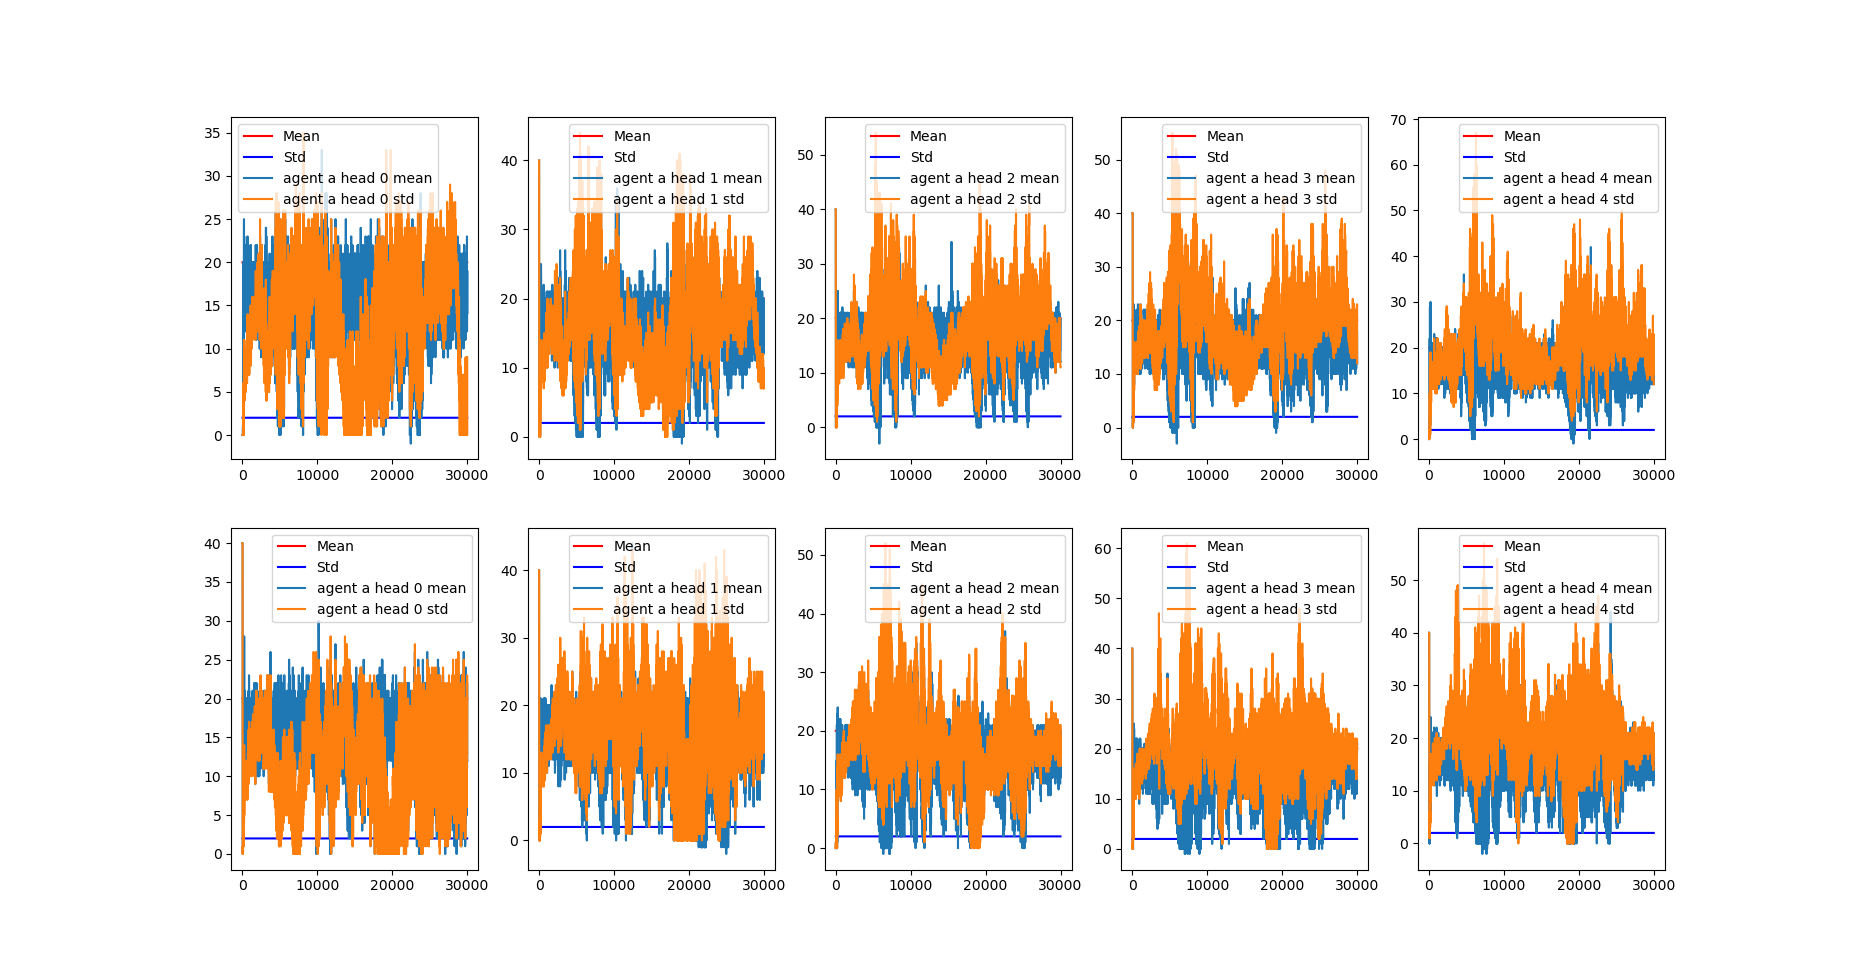 Mean
Std
agent a head 0 mean
agent a head 0 std
35
30
25
20
15
10
5
0
0 10000 20000 30000
Mean
Std
agent a head 1 mean
agent a head 1 std
40
30
20
10
0
0 10000 20000 30000
Mean
Std
agent a head 2 mean
agent a head 2 std
50
40
30
20
10
0
0 10000 20000 30000
Mean
Std
agent a head 3 mean
agent a head 3 std
50
40
30
20
10
0
0 10000 20000 30000
Mean
Std
agent a head 4 mean
agent a head 4 std
70
60
50
40
30
20
10
0
0 10000 20000 30000
Mean
Std
agent a head 0 mean
agent a head 0 std
40
35
30
25
20
15
10
5
0
0 10000 20000 30000
Mean
Std
agent a head 1 mean
agent a head 1 std
40
30
20
10
0
0 10000 20000 30000
Mean
Std
agent a head 2 mean
agent a head 2 std
50
40
30
20
10
0
0 10000 20000 30000
Mean
Std
agent a head 3 mean
agent a head 3 std
60
50
40
30
20
10
0
0 10000 20000 30000
Mean
Std
agent a head 4 mean
agent a head 4 std
50
40
30
20
10
0
0 10000 20000 30000